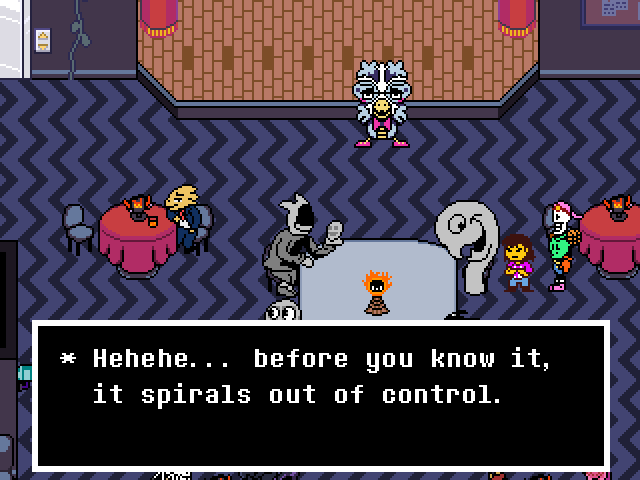 * Hehehe... before you know it,
it spirals out of control.